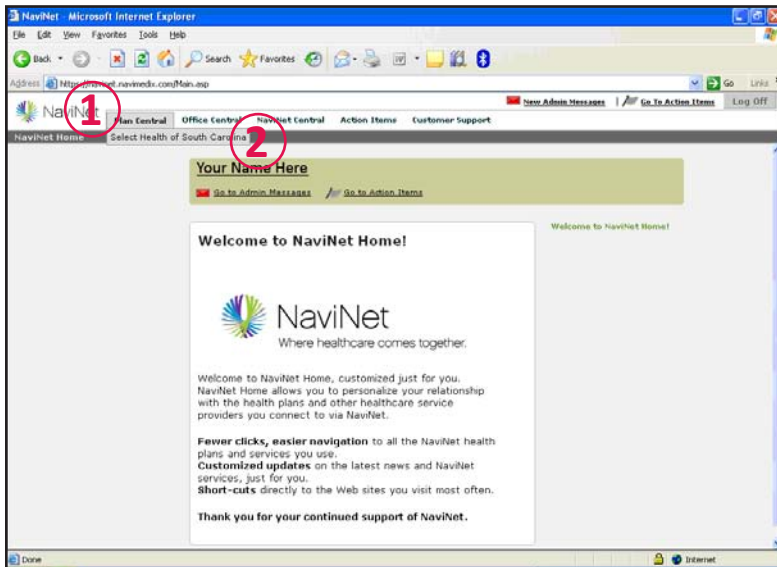 NaviNet - Microsoft Internet Explorer
File Edit View Favorites Tools Help
Back Search Favorites
Address https://navinet.navimedix.com/Main.asp Go Links
NaviNet
New Admin Messages | Go To Action Items Log Off
1
Plan Central Office Central NaviNet Central Action Items Customer Support
NaviNet Home Select Health of South Carolina
2
Your Name Here
Go to Admin Messages Go to Action Items
Welcome to NaviNet Home!
Welcome to NaviNet Home!
NaviNet
Where healthcare comes together.
Welcome to NaviNet Home, customized just for you.
NaviNet Home allows you to personalize your relationship
with the health plans and other healthcare service
providers you connect to via NaviNet.
Fewer clicks, easier navigation to all the NaviNet health
plans and services you use.
Customized updates on the latest news and NaviNet
services, just for you.
Short-cuts directly to the Web sites you visit most often.
Thank you for your continued support of NaviNet.
Done Internet